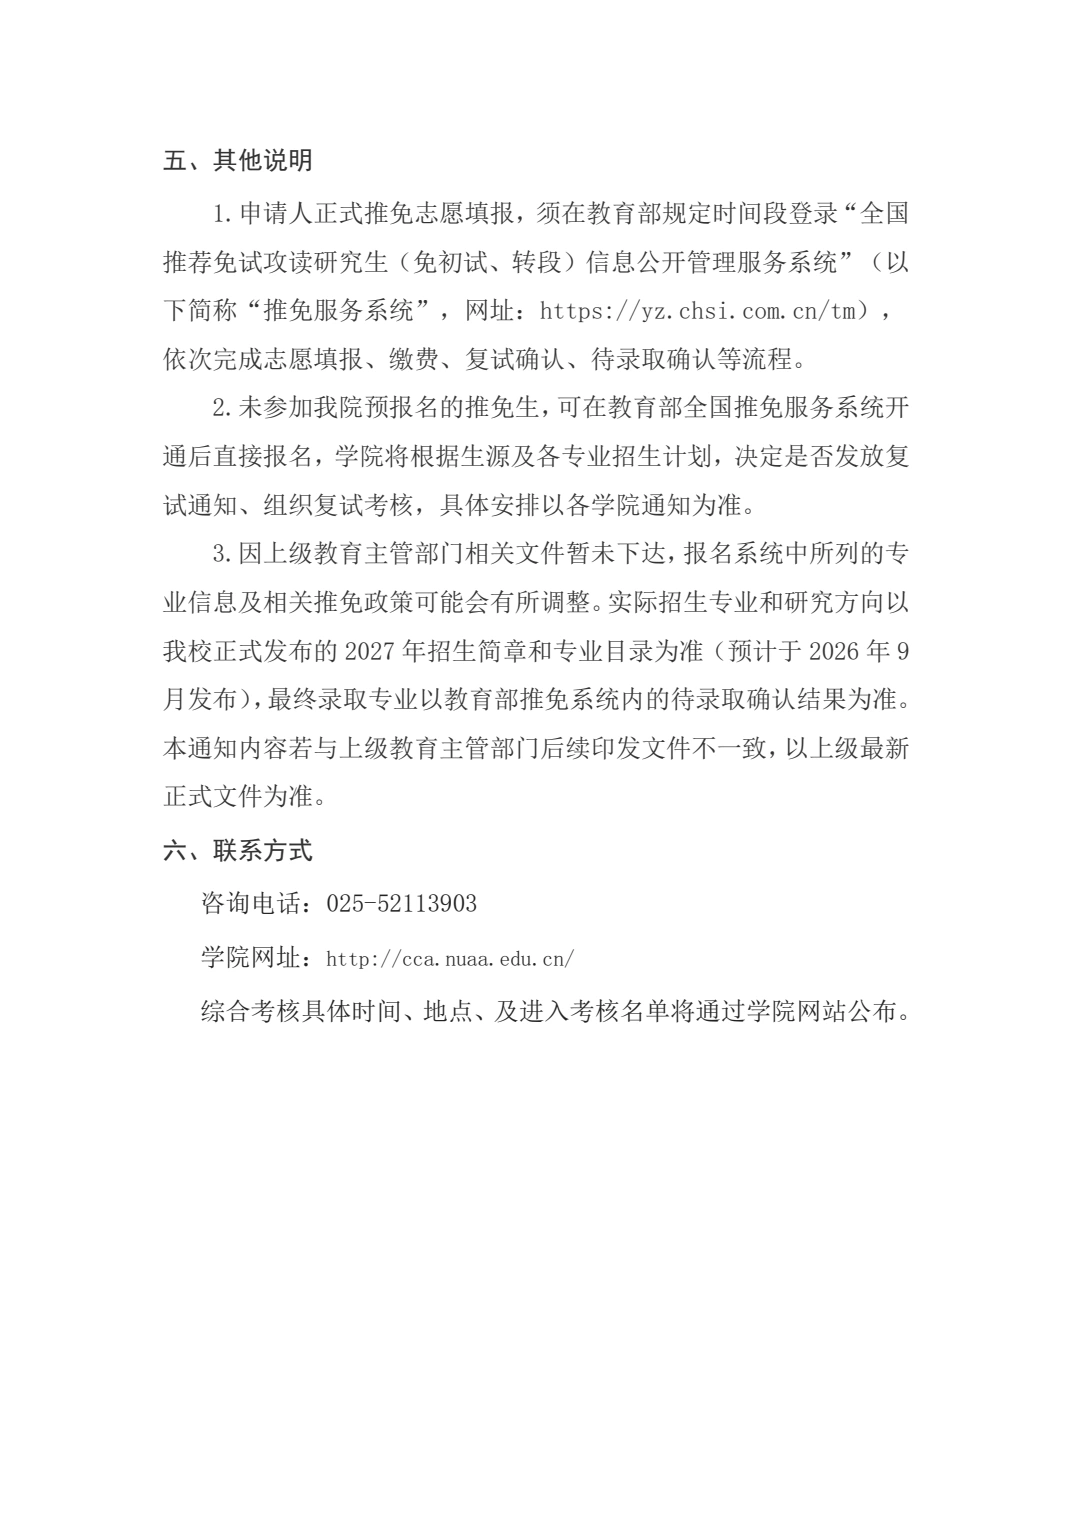 五、其他说明
1.申请人正式推免志愿填报，须在教育部规定时间段登录“全国
推荐免试攻读研究生（免初试、转段）信息公开管理服务系统”（以
下简称“推免服务系统”，网址：https://yz.chsi.com.cn/tm），
依次完成志愿填报、缴费、复试确认、待录取确认等流程。
2.未参加我院预报名的推免生，可在教育部全国推免服务系统开
通后直接报名，学院将根据生源及各专业招生计划，决定是否发放复
试通知、组织复试考核，具体安排以各学院通知为准。
3.因上级教育主管部门相关文件暂未下达，报名系统中所列的专
业信息及相关推免政策可能会有所调整。实际招生专业和研究方向以
我校正式发布的 2027 年招生简章和专业目录为准（预计于 2026 年 9
月发布），最终录取专业以教育部推免系统内的待录取确认结果为准。
本通知内容若与上级教育主管部门后续印发文件不一致，以上级最新
正式文件为准。
六、联系方式
咨询电话：025-52113903
学院网址：http://cca.nuaa.edu.cn/
综合考核具体时间、地点、及进入考核名单将通过学院网站公布。